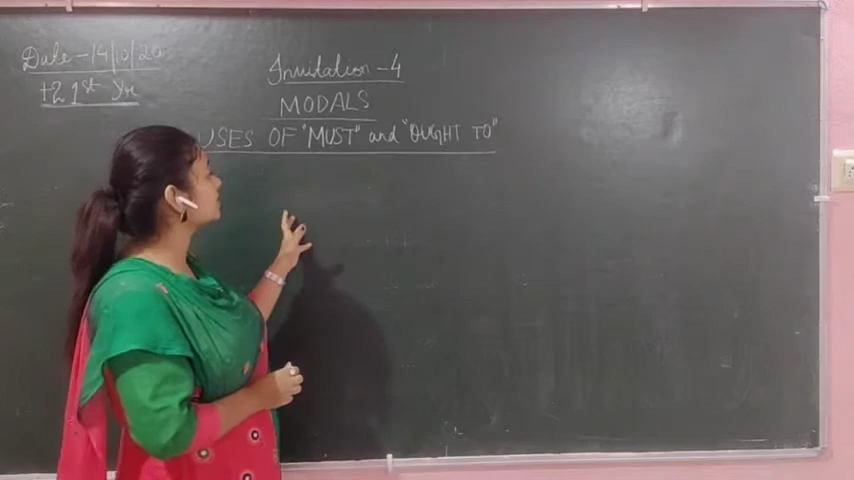 Date - 14/10/20
+2 1st Yr
Invitation - 4
MODALS
USES OF "MUST" and "OUGHT TO"